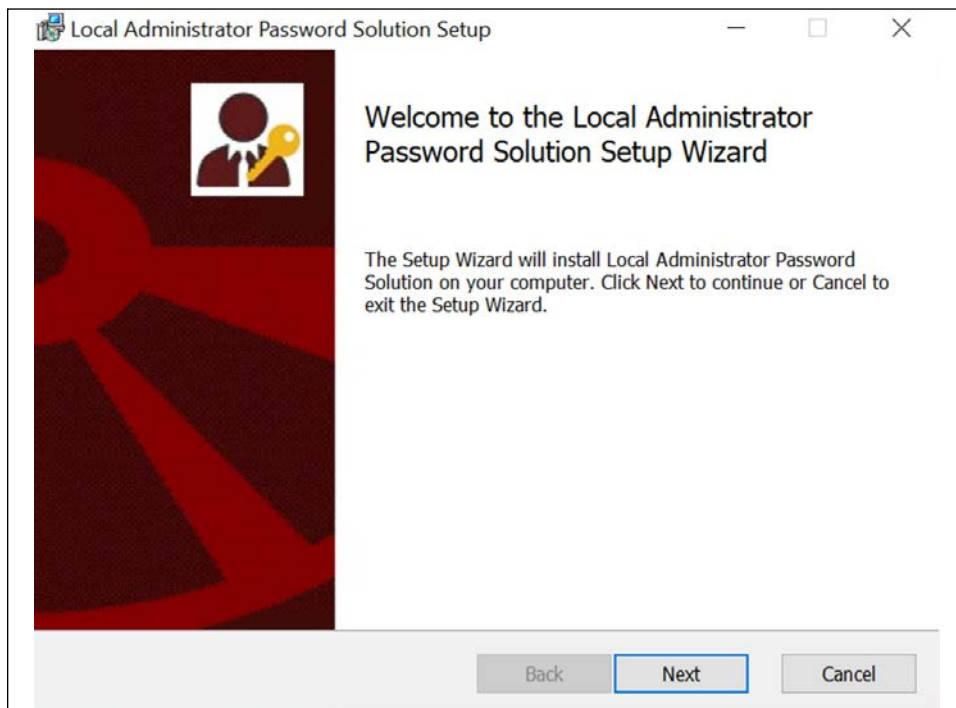 Local Administrator Password Solution Setup
Welcome to the Local Administrator
Password Solution Setup Wizard
The Setup Wizard will install Local Administrator Password
Solution on your computer. Click Next to continue or Cancel to
exit the Setup Wizard.
Back Next Cancel